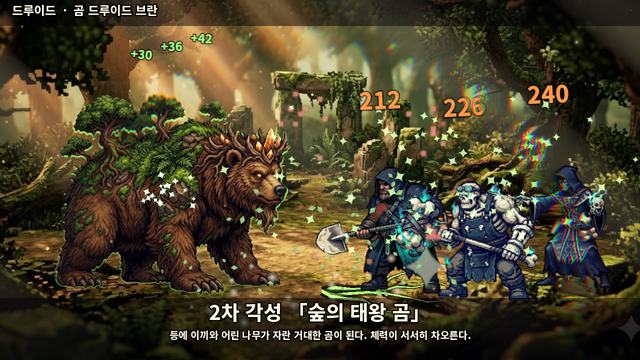 드루이드 · 곰 드루이드 브란
+30 +36 +42
212 226 240
2차 각성 「숲의 태왕 곰」
등에 이끼와 어린 나무가 자란 거대한 곰이 된다. 체력이 서서히 차오른다.